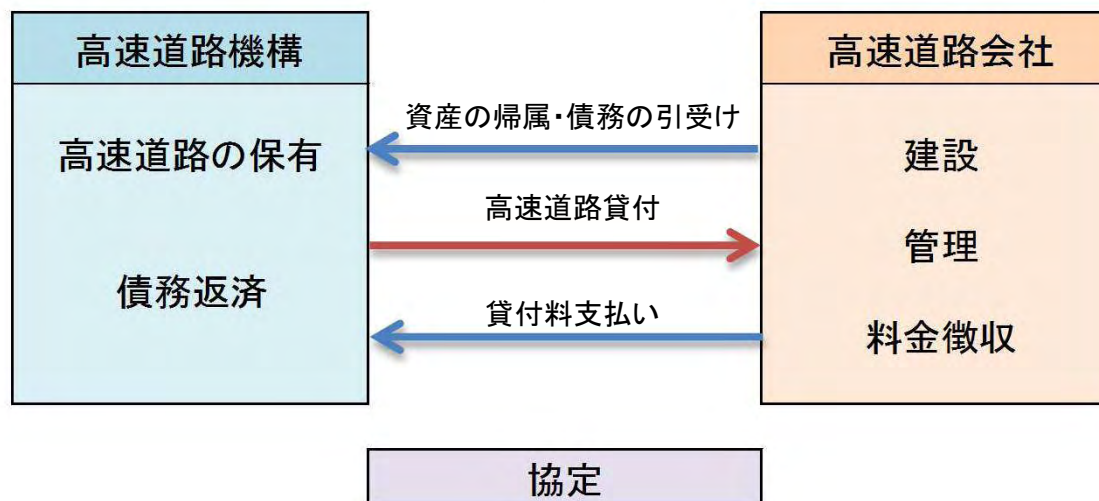 高速道路機構
高速道路の保有
債務返済
資産の帰属・債務の引受け
高速道路貸付
貸付料支払い
高速道路会社
建設
管理
料金徴収
協定